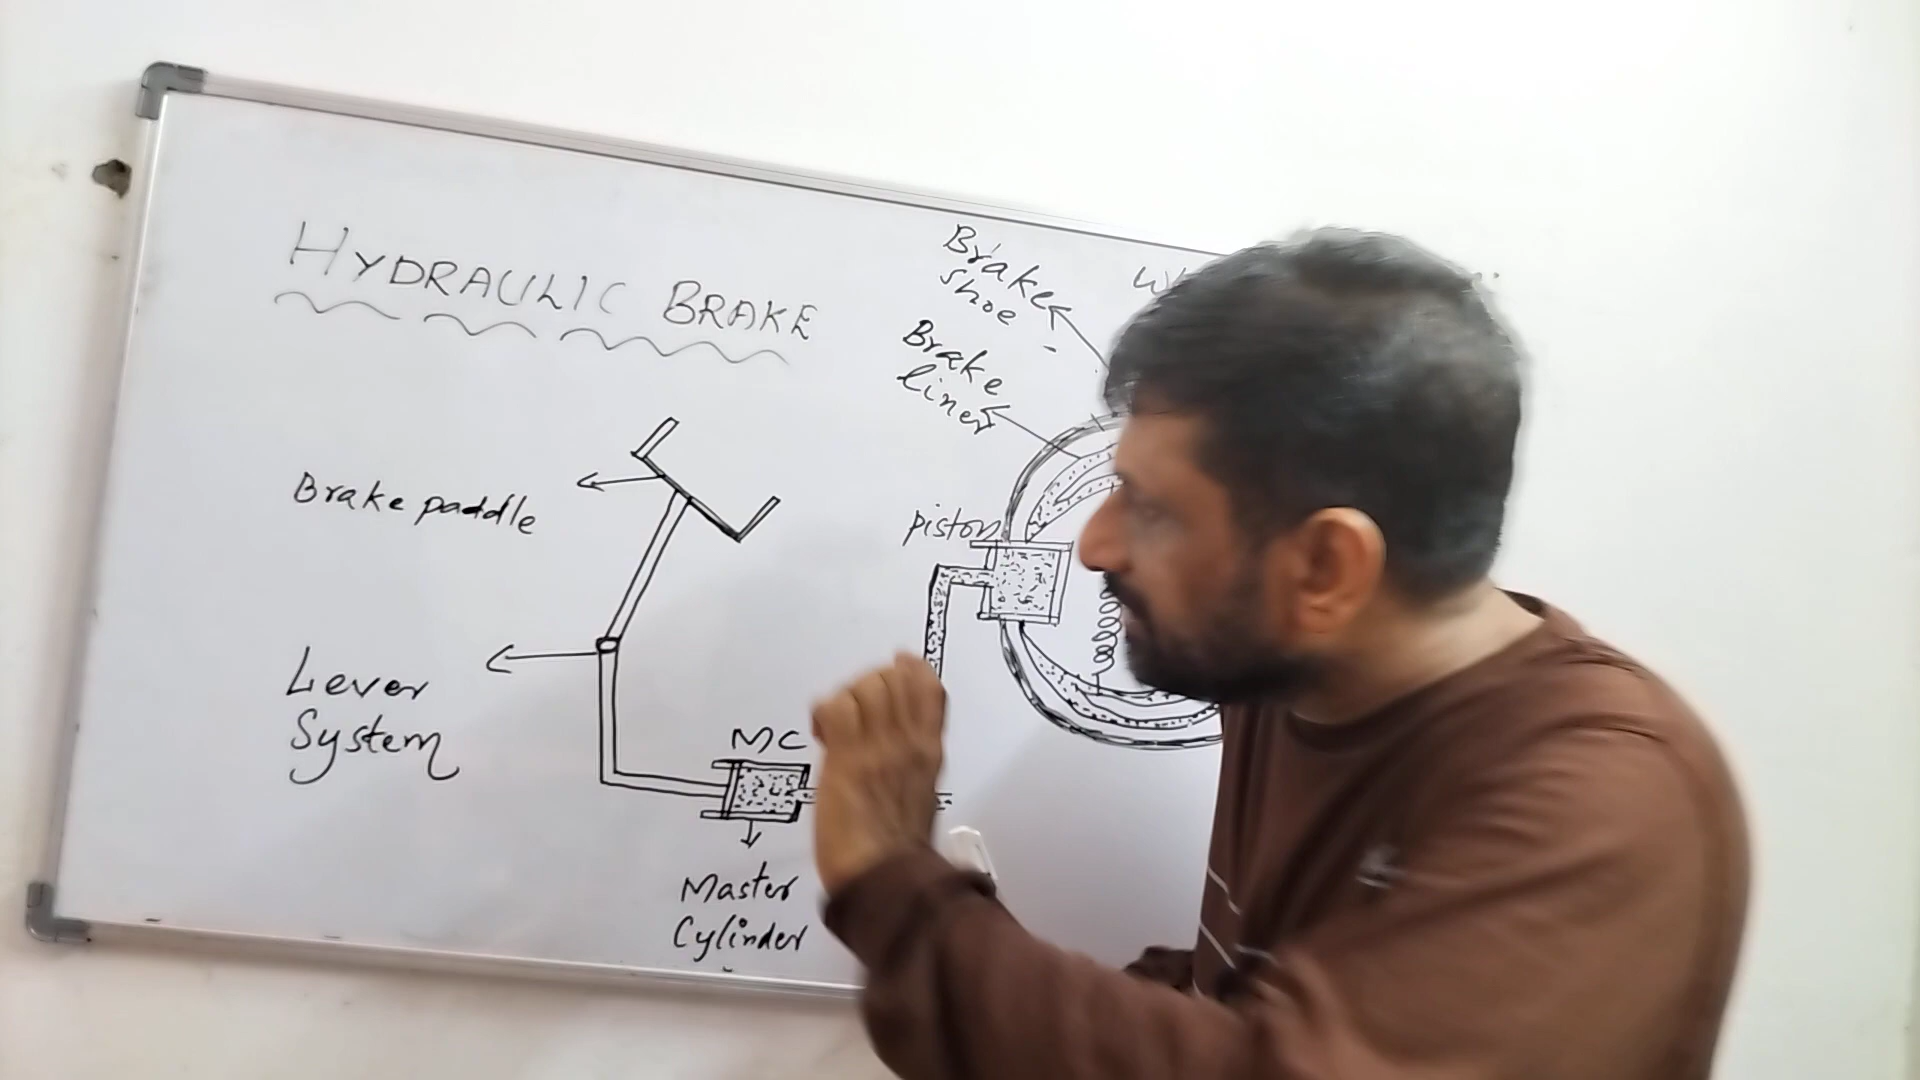 HYDRAULIC BRAKE
Brake
shoe
Brake
liner
Brake paddle
piston
Lever
System
MC
Master
Cylinder